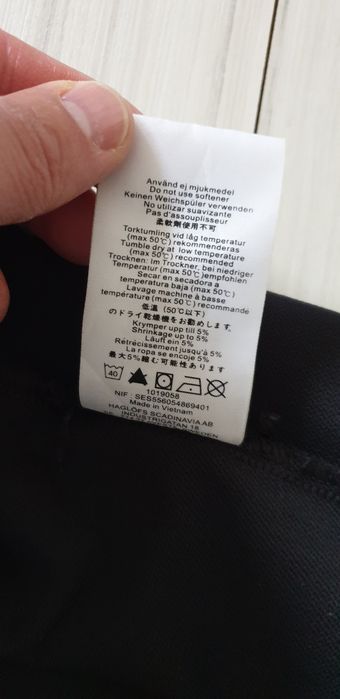 Använd ej mjukmedel
Do not use softener
Keinen Weichspüler verwenden
No utilizar suavizante
Pas d'assouplisseur
柔軟剤使用不可
Torktumling vid låg temperatur
(max 50℃) rekommenderas
Tumble dry at low temperature
(max 50℃) recommended
Trocknen: Im Trockner, bei niedriger
Temperatur (max 50℃)empfohlen
Secar en secadora a
temperatura baja (max 50℃)
Lavage machine à basse
température (max 50℃) recommandé
低温 (50℃以下)
のドライ乾燥機をお勧めします
Krymper upp till 5%
Shrinkage up to 5%
Läuft ein 5%
Rétrécissement jusqu'à 5%
La ropa se encoje 5%
最大5%縮む可能性あります
40
1019058
NIF: SES556054869401
Made in Vietnam
HAGLÖFS SCADINAVIA AB
INDUSTRIGATAN 18